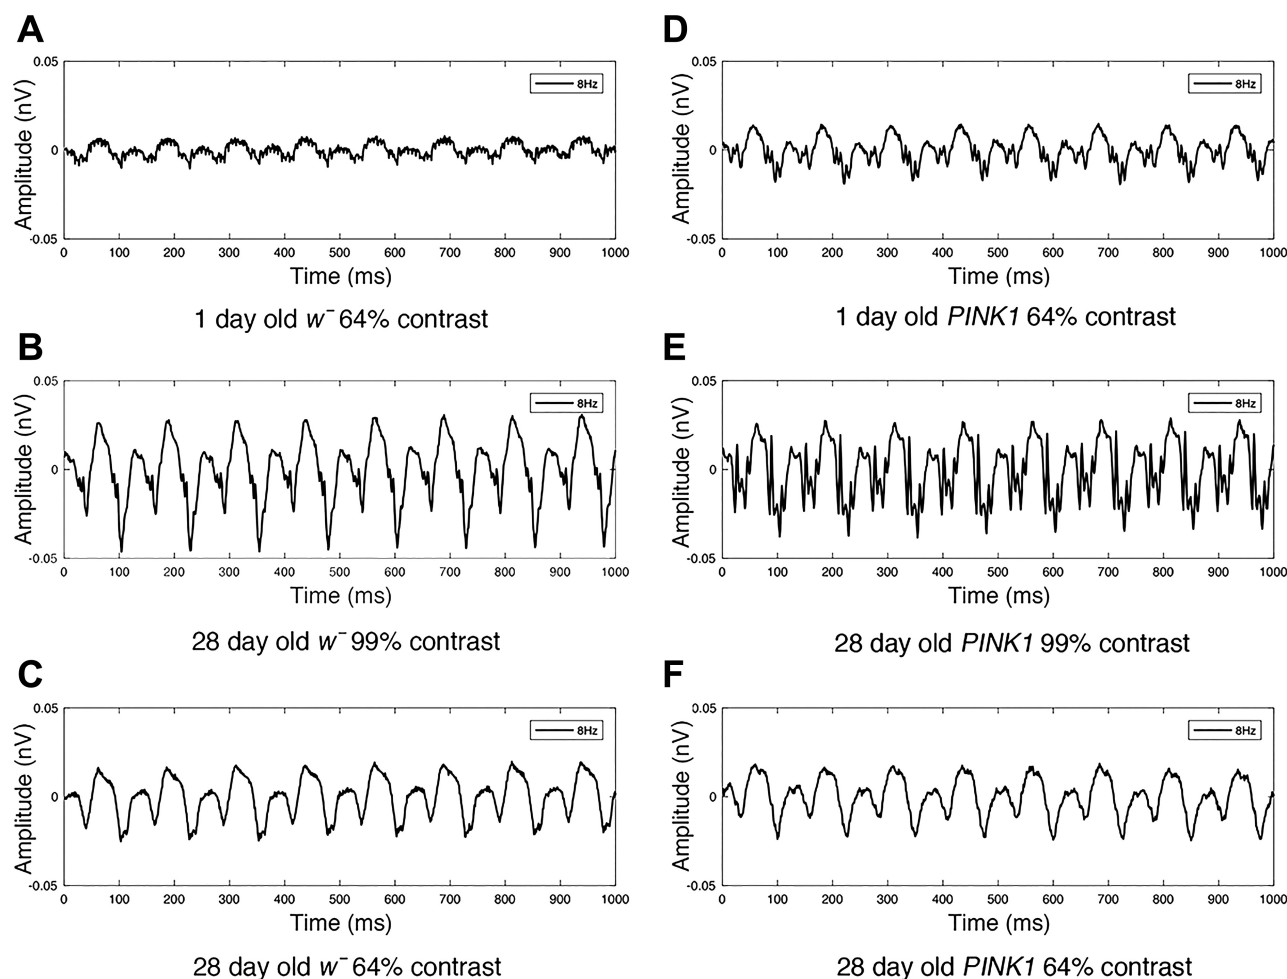 A
0.05
8Hz
Amplitude (nV)
0
-0.05
0 100 200 300 400 500 600 700 800 900 1000
Time (ms)
1 day old w⁻ 64% contrast
D
0.05
8Hz
Amplitude (nV)
0
-0.05
0 100 200 300 400 500 600 700 800 900 1000
Time (ms)
1 day old PINK1 64% contrast
B
0.05
8Hz
Amplitude (nV)
0
-0.05
0 100 200 300 400 500 600 700 800 900 1000
Time (ms)
28 day old w⁻ 99% contrast
E
0.05
8Hz
Amplitude (nV)
0
-0.05
0 100 200 300 400 500 600 700 800 900 1000
Time (ms)
28 day old PINK1 99% contrast
C
0.05
8Hz
Amplitude (nV)
0
-0.05
0 100 200 300 400 500 600 700 800 900 1000
Time (ms)
28 day old w⁻ 64% contrast
F
0.05
8Hz
Amplitude (nV)
0
-0.05
0 100 200 300 400 500 600 700 800 900 1000
Time (ms)
28 day old PINK1 64% contrast